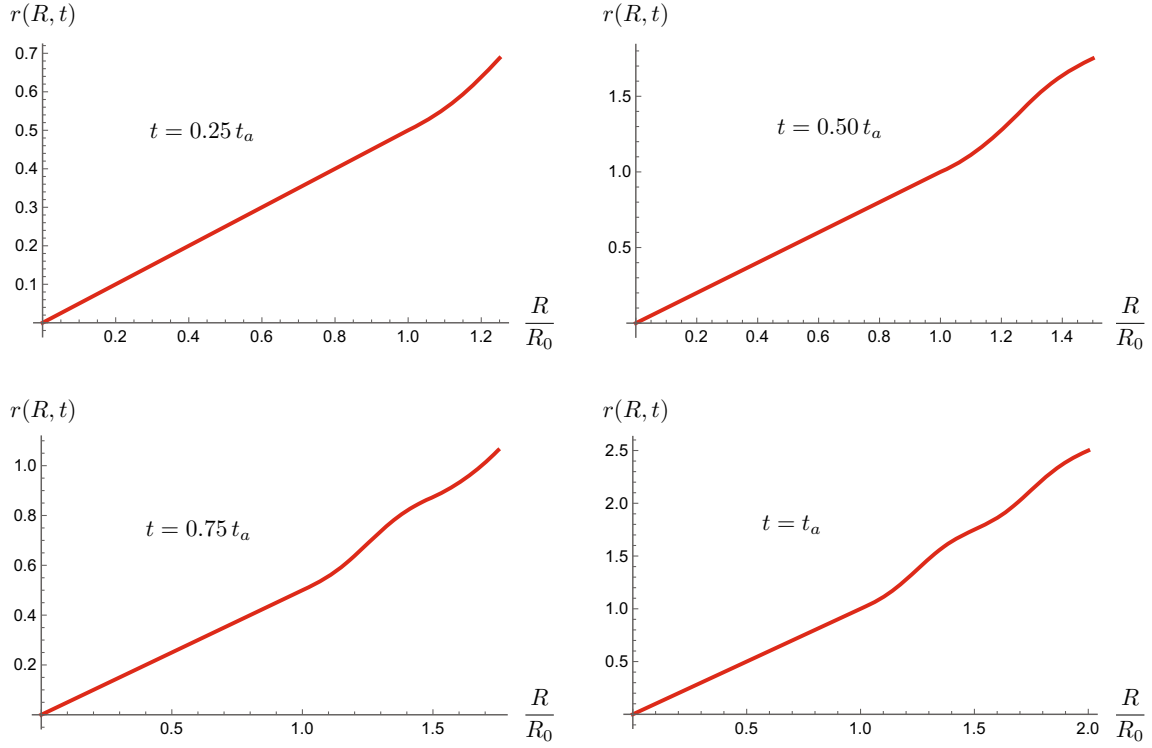 r(R, t)
0.7
0.6
0.5
0.4
0.3
0.2
0.1
t = 0.25 t_a
0.2 0.4 0.6 0.8 1.0 1.2
R
R_0
r(R, t)
1.5
1.0
0.5
t = 0.50 t_a
0.2 0.4 0.6 0.8 1.0 1.2 1.4
R
R_0
r(R, t)
1.0
0.8
0.6
0.4
0.2
t = 0.75 t_a
0.5 1.0 1.5
R
R_0
r(R, t)
2.5
2.0
1.5
1.0
0.5
t = t_a
0.5 1.0 1.5 2.0
R
R_0